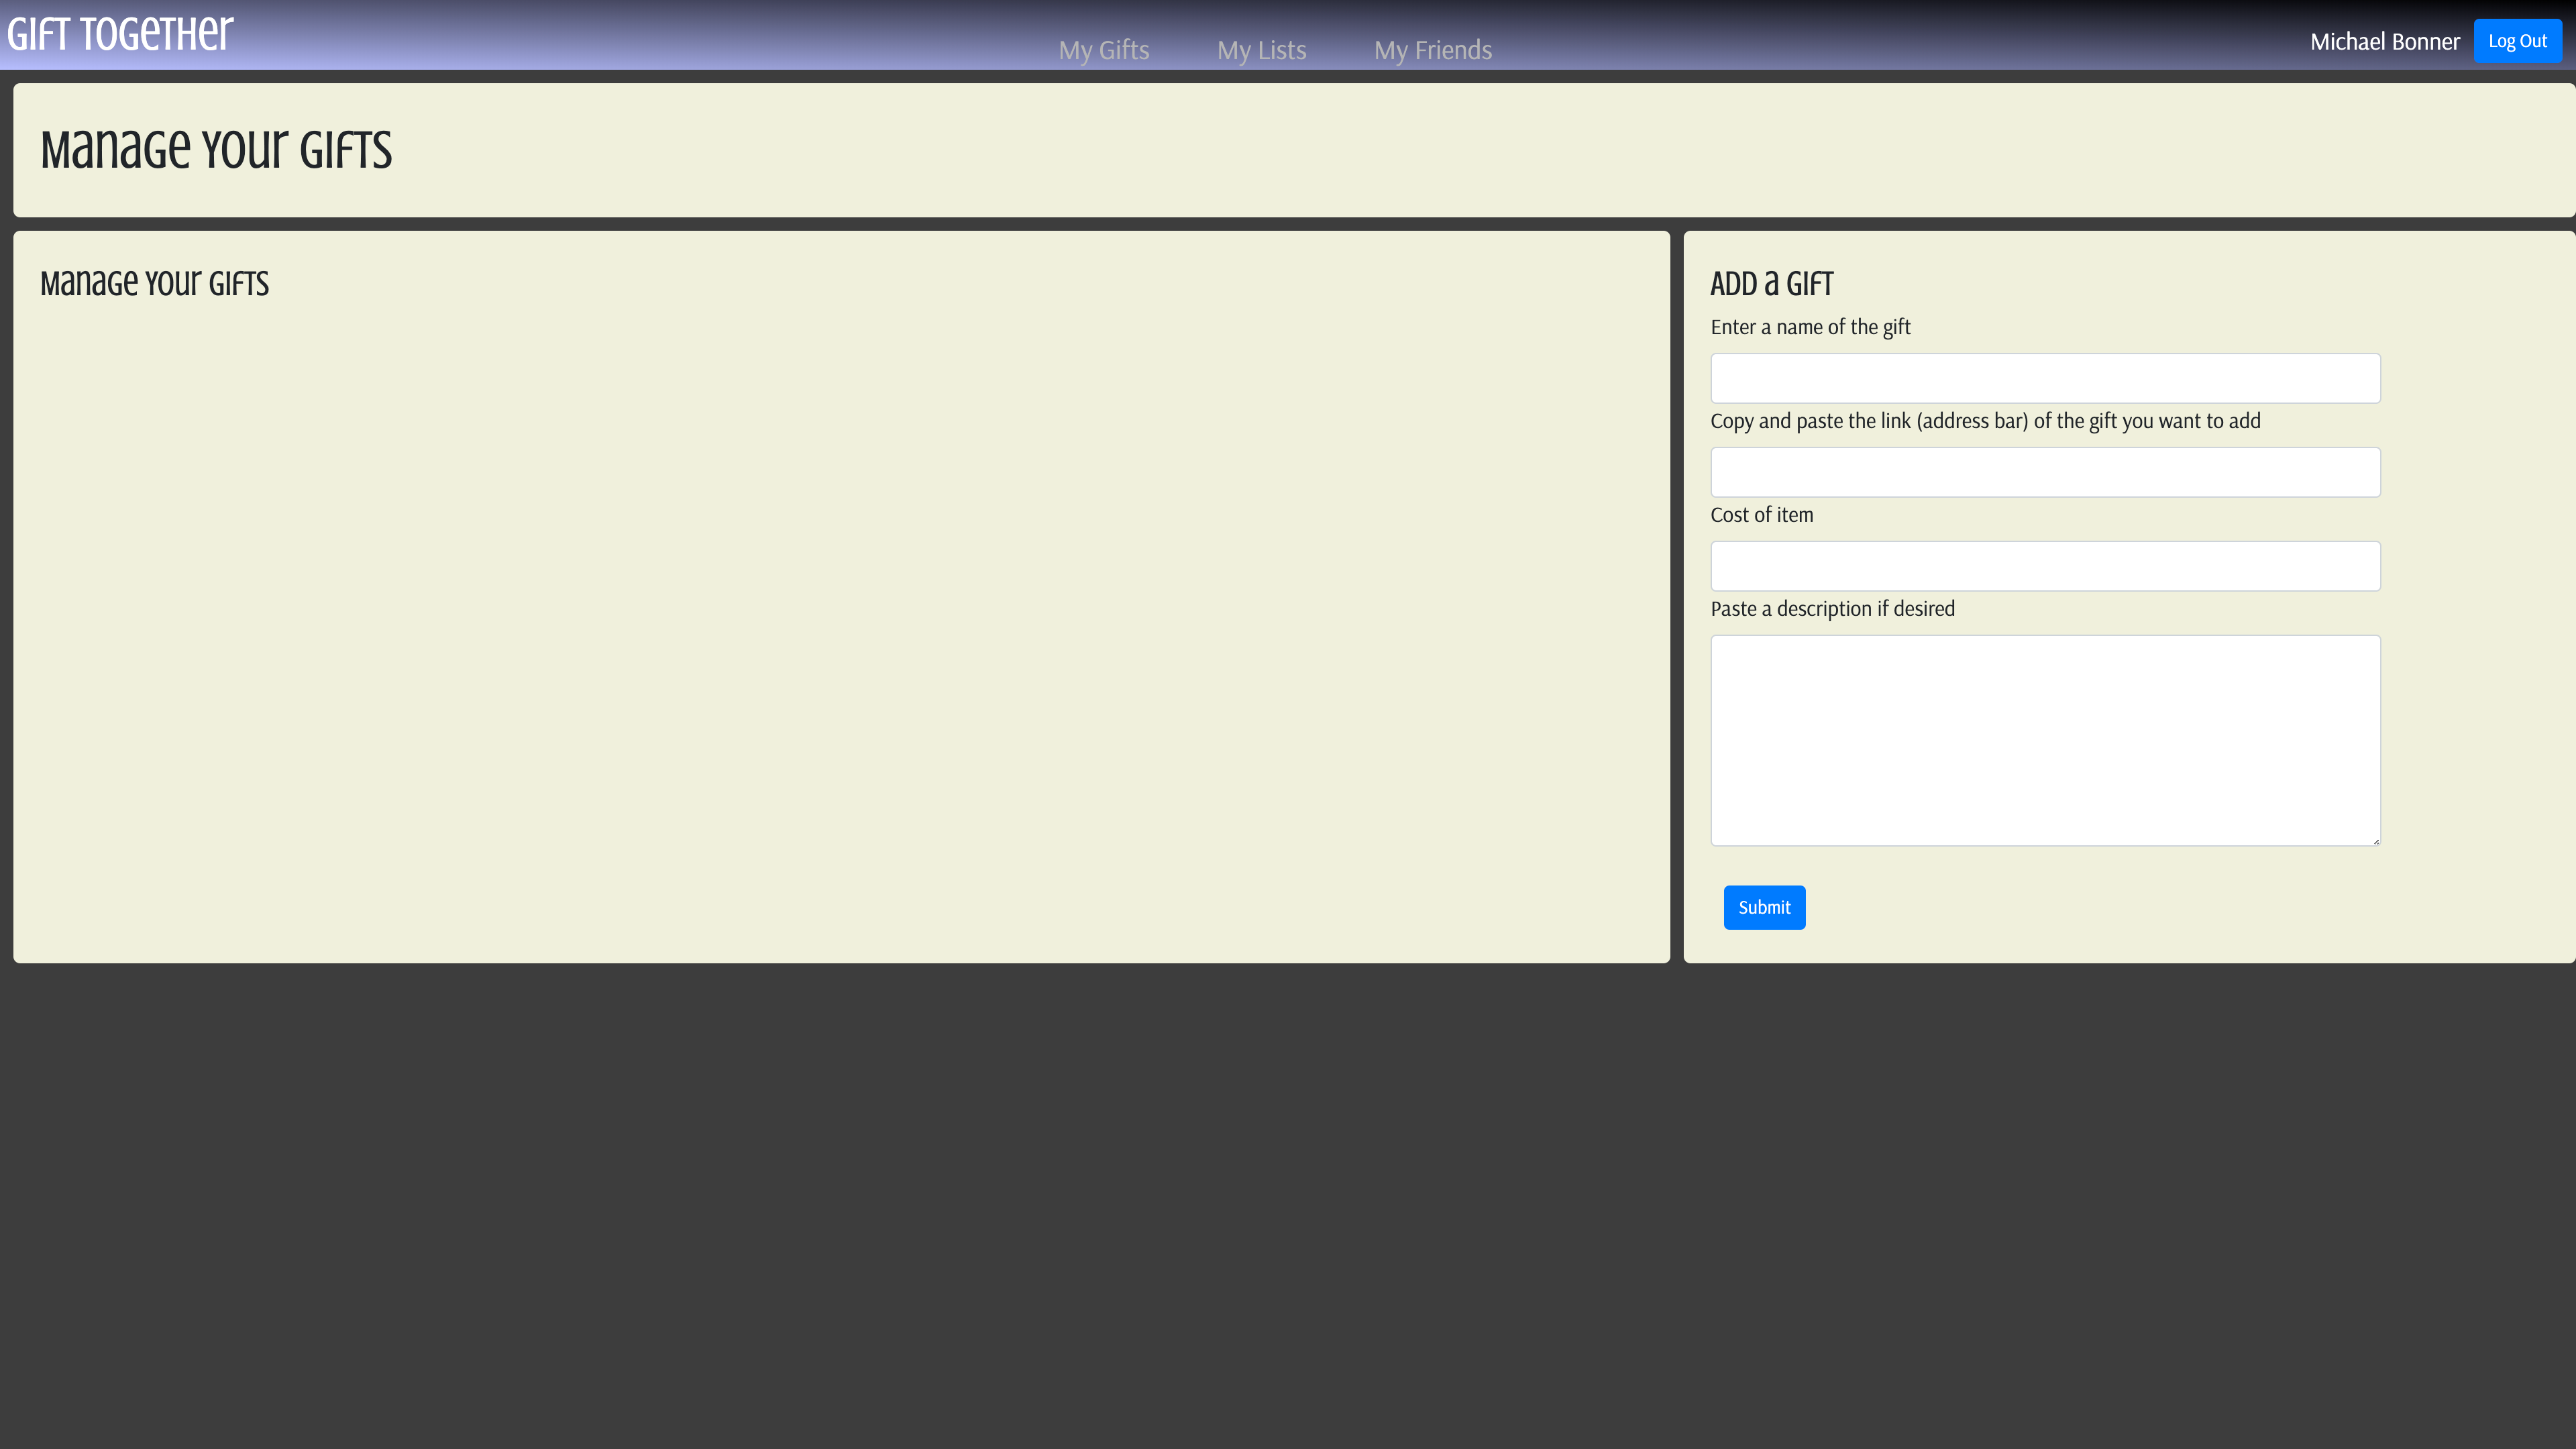 Gift Together
My Gifts My Lists My Friends
Michael Bonner Log Out
Manage Your Gifts
Manage Your Gifts
Add a Gift
Enter a name of the gift
Copy and paste the link (address bar) of the gift you want to add
Cost of item
Paste a description if desired
Submit